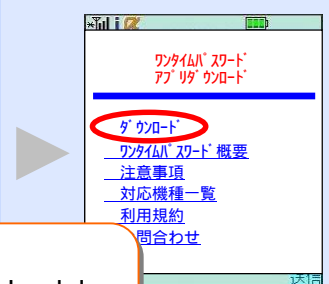 ﾜﾝﾀｲﾑﾊﾟｽﾜｰﾄﾞ
ｱﾌﾟﾘﾀﾞｳﾝﾛｰﾄﾞ
ﾀﾞｳﾝﾛｰﾄﾞ
ﾜﾝﾀｲﾑﾊﾟｽﾜｰﾄﾞ概要
注意事項
対応機種一覧
利用規約
問合わせ
送信